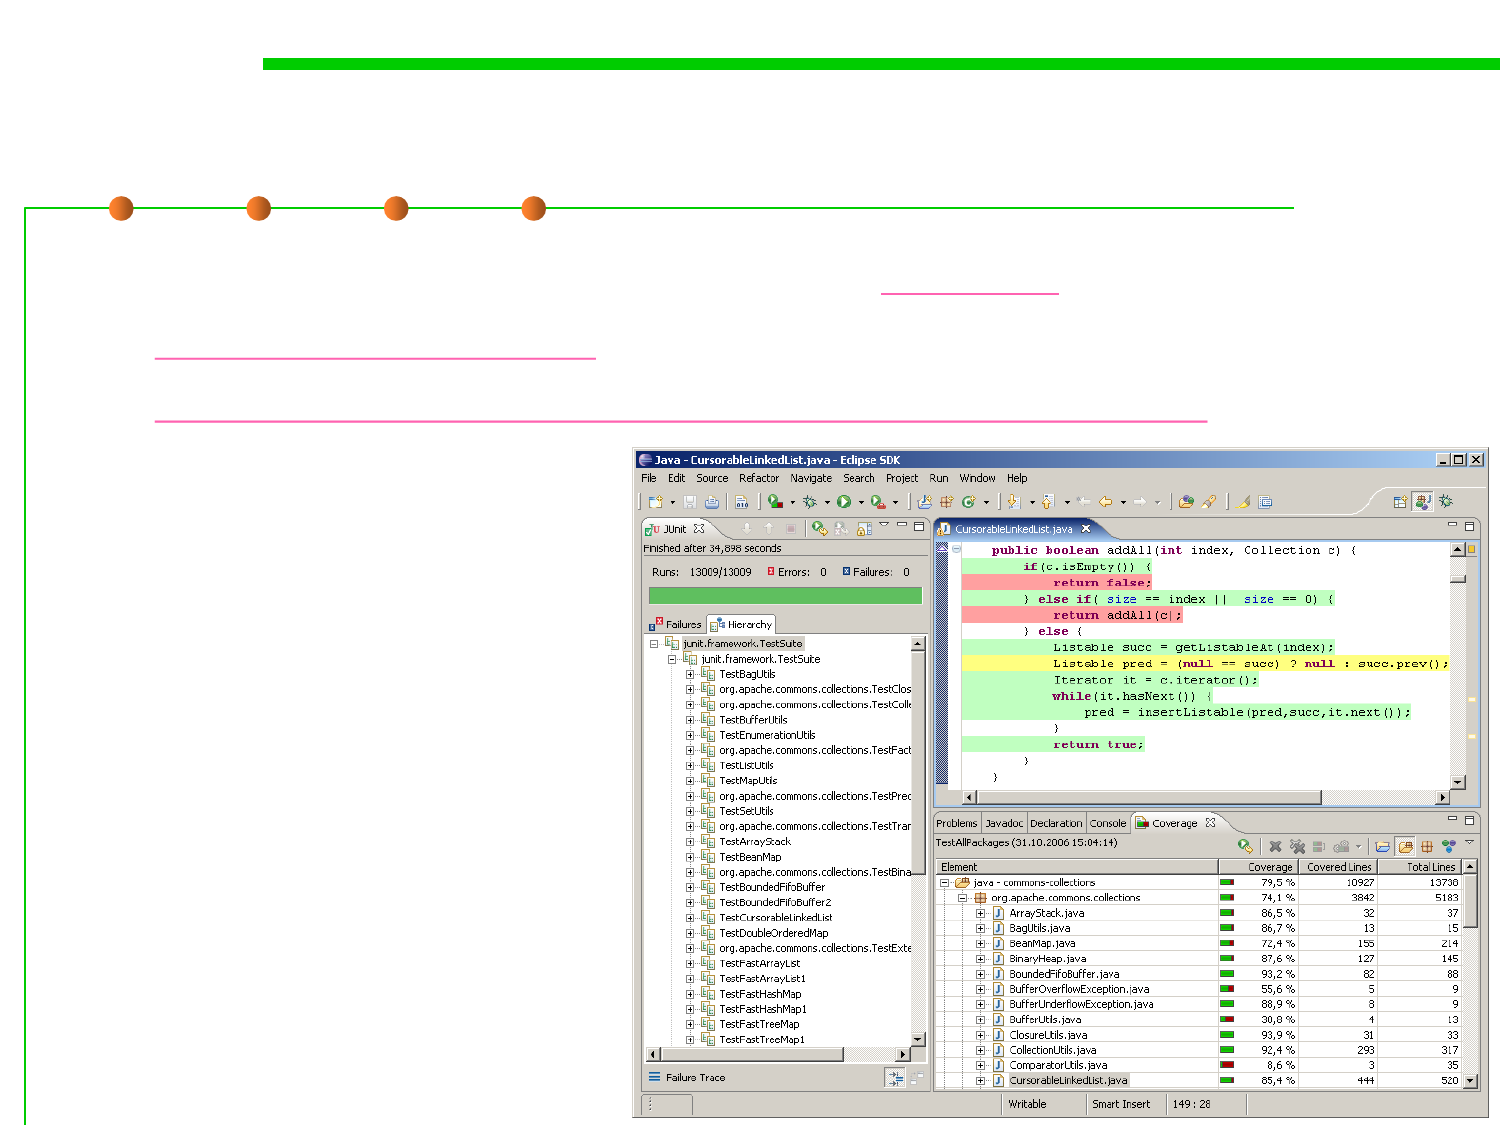 Java - CursorableLinkedList.java - Eclipse SDK
File Edit Source Refactor Navigate Search Project Run Window Help
JUnit
Finished after 34,898 seconds
Runs: 13009/13009 Errors: 0 Failures: 0
Failures Hierarchy
junit.framework.TestSuite
junit.framework.TestSuite
TestBagUtils
org.apache.commons.collections.TestClos
org.apache.commons.collections.TestColle
TestBufferUtils
TestEnumerationUtils
org.apache.commons.collections.TestFact
TestListUtils
TestMapUtils
org.apache.commons.collections.TestPred
TestSetUtils
org.apache.commons.collections.TestTran
TestArrayStack
TestBeanMap
org.apache.commons.collections.TestBina
TestBoundedFifoBuffer
TestBoundedFifoBuffer2
TestCursorableLinkedList
TestDoubleOrderedMap
org.apache.commons.collections.TestExte
TestFastArrayList
TestFastArrayList1
TestFastHashMap
TestFastHashMap1
TestFastTreeMap
TestFastTreeMap1
Failure Trace
CursorableLinkedList.java
public boolean addAll(int index, Collection c) {
if(c.isEmpty()) {
return false;
} else if(_size == index || _size == 0) {
return addAll(c);
} else {
Listable succ = getListableAt(index);
Listable pred = (null == succ) ? null : succ.prev();
Iterator it = c.iterator();
while(it.hasNext()) {
pred = insertListable(pred,succ,it.next());
}
return true;
}
}
Problems Javadoc Declaration Console Coverage
TestAllPackages (31.10.2006 15:04:14)
Element Coverage Covered Lines Total Lines
java - commons-collections 79,5 % 10927 13738
org.apache.commons.collections 74,1 % 3842 5183
ArrayStack.java 86,5 % 32 37
BagUtils.java 86,7 % 13 15
BeanMap.java 72,4 % 155 214
BinaryHeap.java 87,6 % 127 145
BoundedFifoBuffer.java 93,2 % 82 88
BufferOverflowException.java 55,6 % 5 9
BufferUnderflowException.java 88,9 % 8 9
BufferUtils.java 30,8 % 4 13
ClosureUtils.java 93,9 % 31 33
CollectionUtils.java 92,4 % 293 317
ComparatorUtils.java 8,6 % 3 35
CursorableLinkedList.java 85,4 % 444 520
Writable Smart Insert 149 : 28